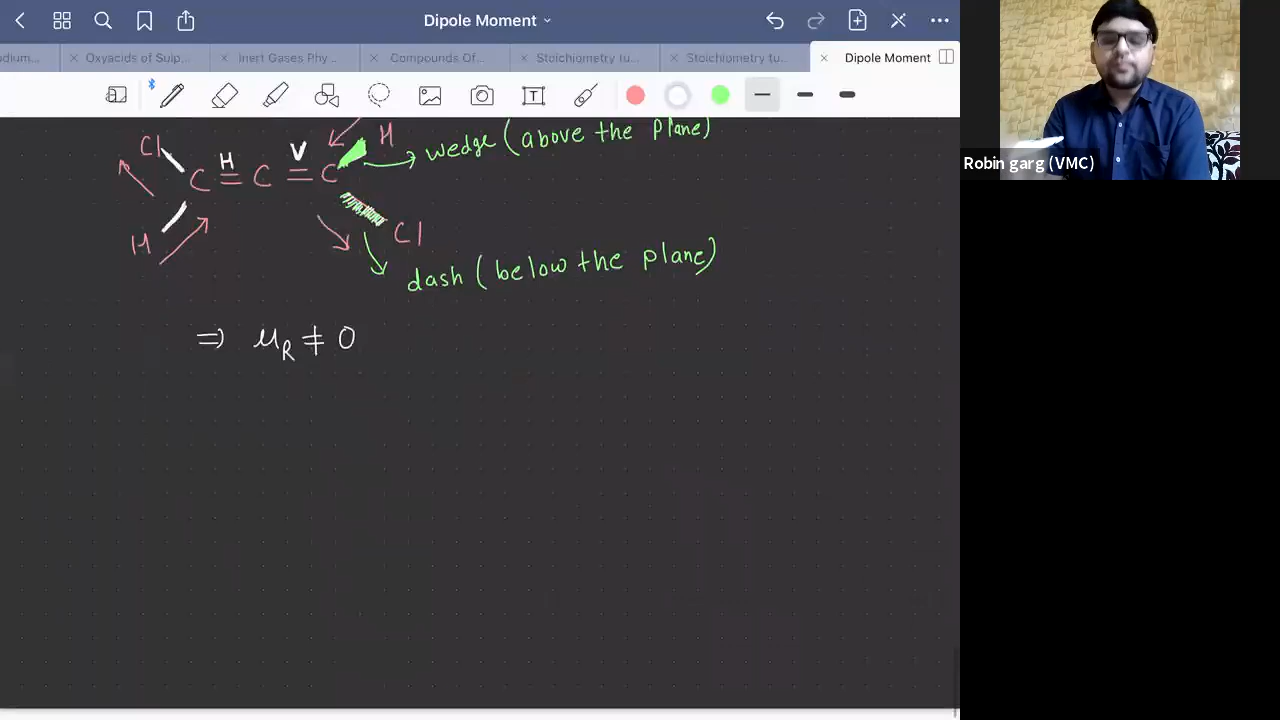 Dipole Moment
odium...
Oxyacids of Sulp...
Inert Gases Phy...
Compounds Of...
Stoichiometry tu...
Stoichiometry tu...
Dipole Moment
T
H
wedge (above the plane)
Cl
H
V
C = C = C
H
Cl
dash (below the plane)
⇒ μR ≠ 0
Robin garg (VMC)